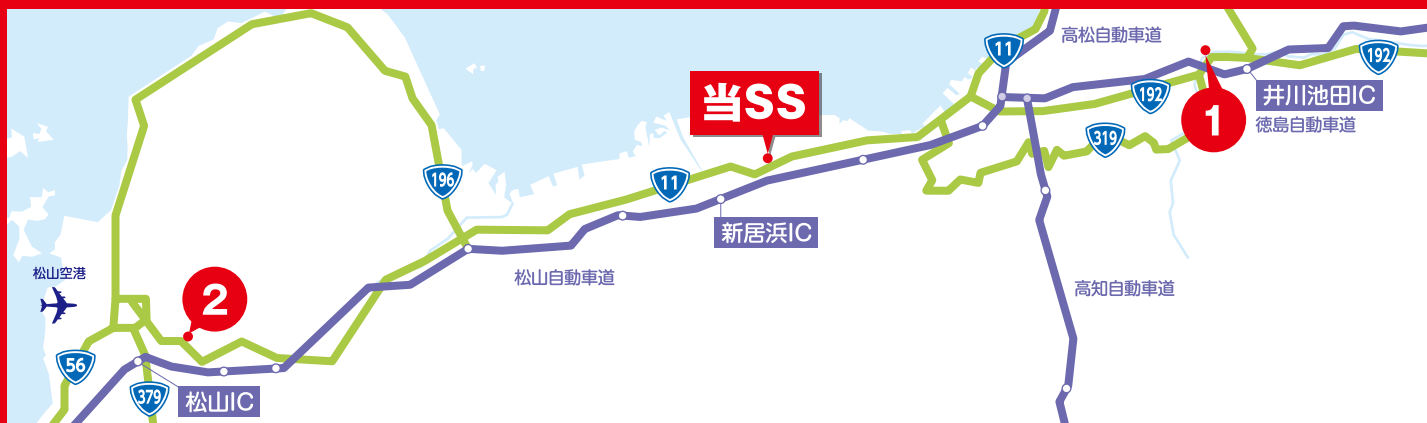 高松自動車道
11
192
当SS
192
井川池田IC
1
徳島自動車道
319
196
11
新居浜IC
松山空港
松山自動車道
高知自動車道
2
56
379
松山IC